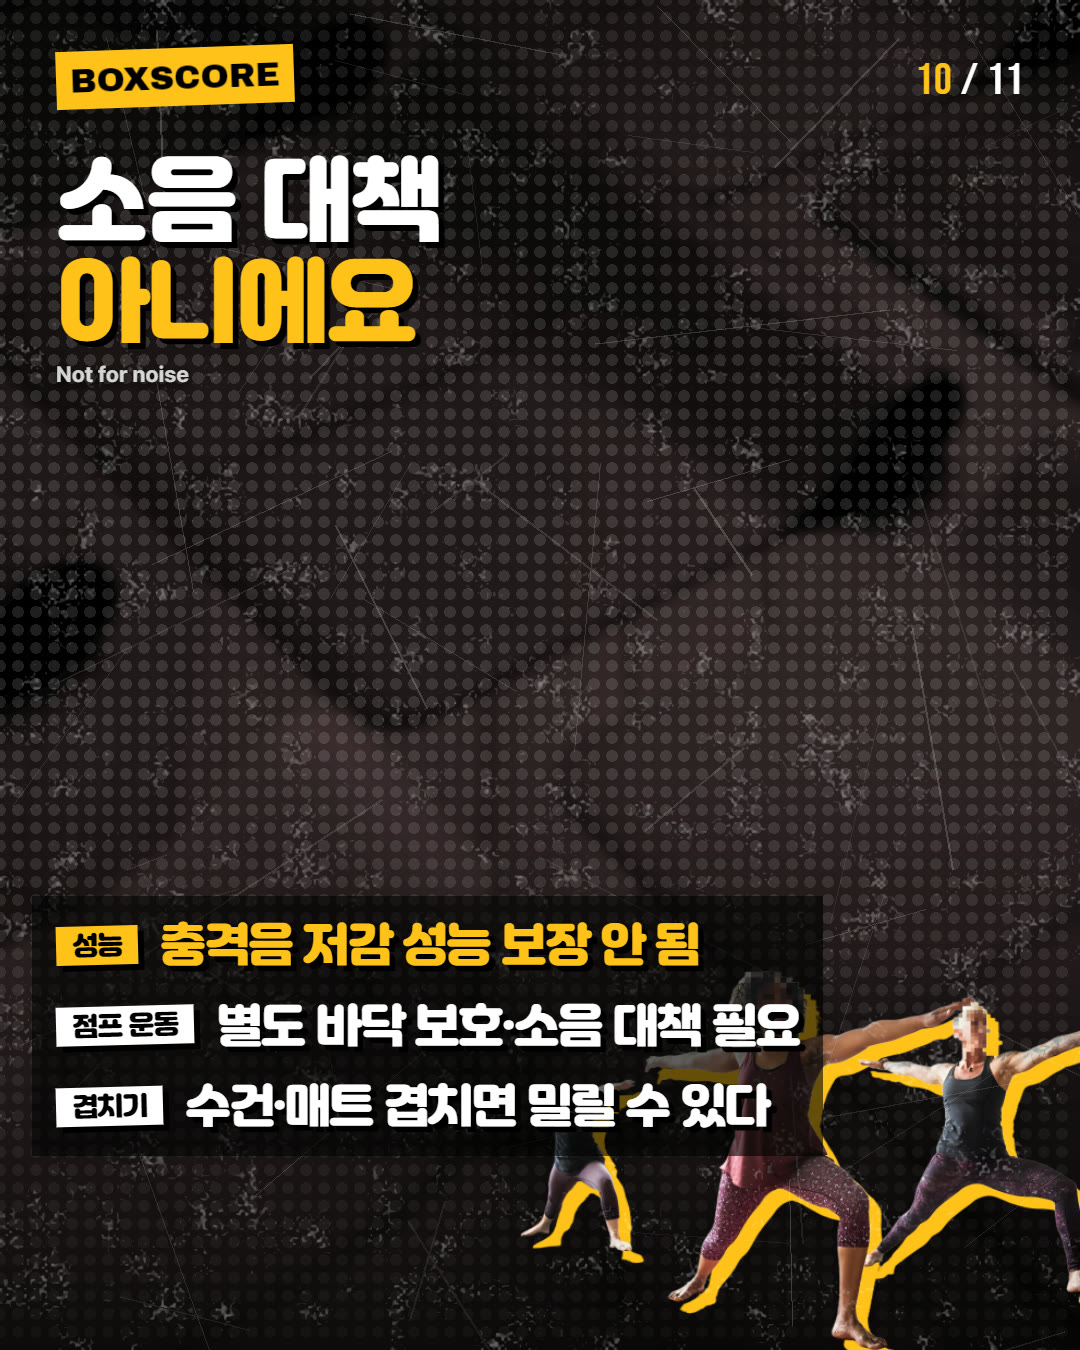 BOXSCORE
10 / 11
소음 대책
아니에요
Not for noise
성능 충격음 저감 성능 보장 안 됨
점프 운동 별도 바닥 보호·소음 대책 필요
겹치기 수건·매트 겹치면 밀릴 수 있다